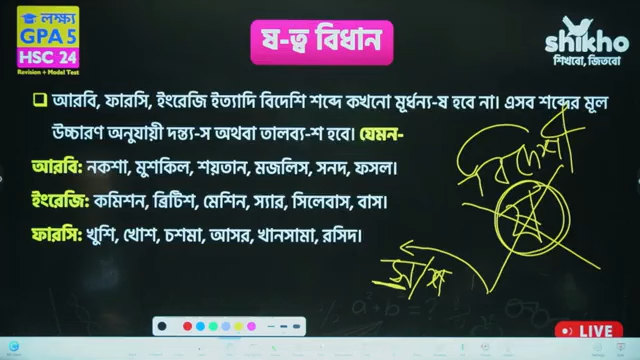 লক্ষ্য
GPA 5
HSC 24
Revision + Model Test
ষ-ত্ব বিধান
shikho
শিখবো, জিতবো
আরবি, ফারসি, ইংরেজি ইত্যাদি বিদেশি শব্দে কখনো মূর্ধন্য-ষ হবে না। এসব শব্দের মূল
উচ্চারণ অনুযায়ী দন্ত্য-স অথবা তালব্য-শ হবে। যেমন-
আরবি: নকশা, মুশকিল, শয়তান, মজলিস, সনদ, ফসল।
ইংরেজি: কমিশন, ব্রিটিশ, মেশিন, স্যার, সিলেবাস, বাস।
ফারসি: খুশি, খোশ, চশমা, আসর, খানসামা, রসিদ।
বিদেশী
ষ
স/শ
a² + b² = ?
LIVE